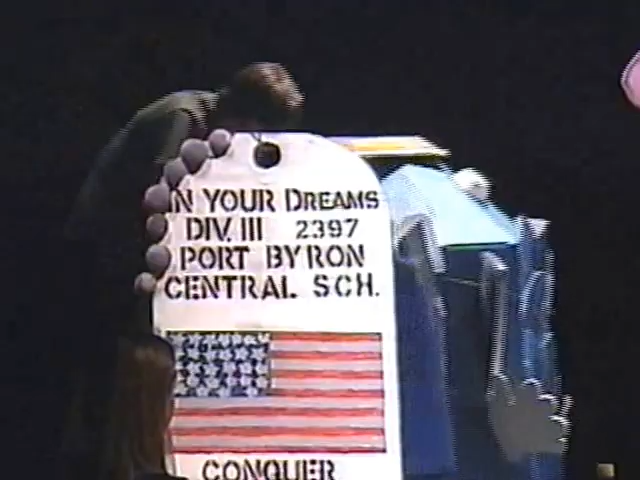 IN YOUR DREAMS
DIV. III 2397
PORT BYRON
CENTRAL SCH.
CONQUER